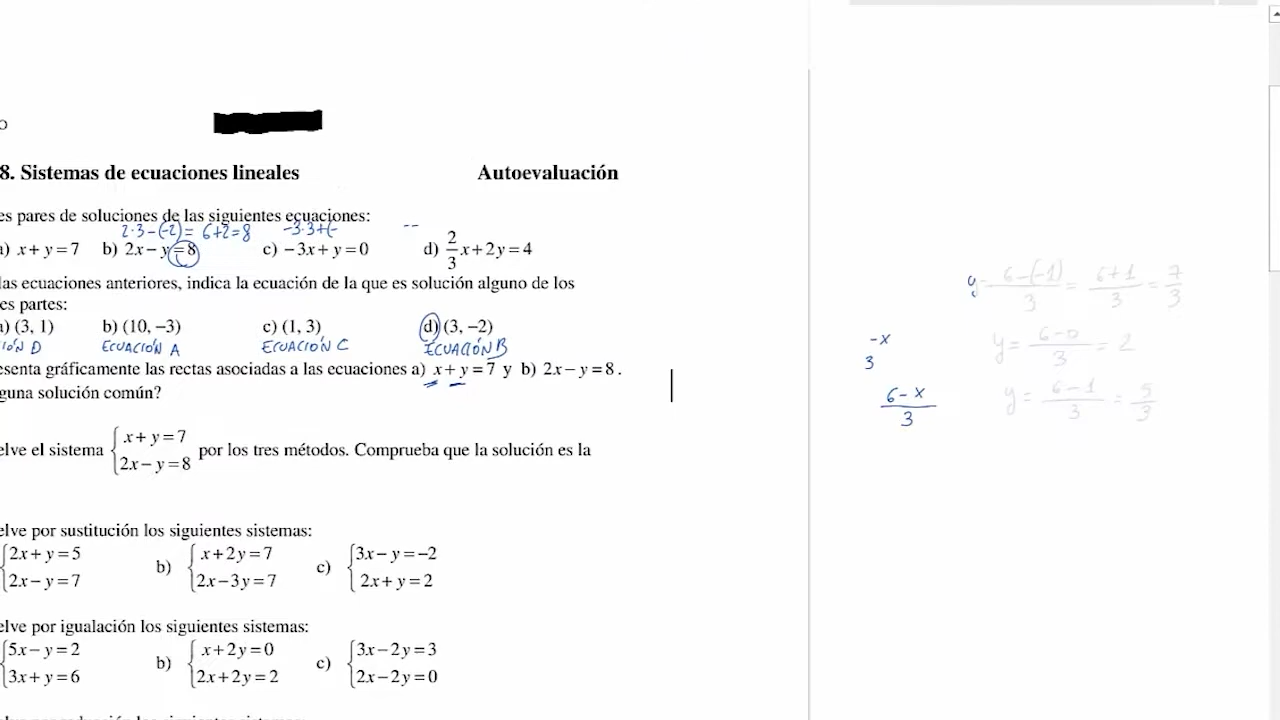 o
8. Sistemas de ecuaciones lineales Autoevaluación
es pares de soluciones de las siguientes ecuaciones:
2·3-(-2)= 6+2=8 -3·3+(- --
) x + y = 7 b) 2x − y = 8 c) −3x + y = 0 d) 2/3 x + 2y = 4
las ecuaciones anteriores, indica la ecuación de la que es solución alguno de los
es partes:
) (3, 1) b) (10, −3) c) (1, 3) d) (3, −2)
IÓN D ECUACIÓN A ECUACIÓN C ECUACIÓN B
esenta gráficamente las rectas asociadas a las ecuaciones a) x + y = 7 y b) 2x − y = 8.
guna solución común?
elve el sistema { x + y = 7 2x − y = 8 por los tres métodos. Comprueba que la solución es la
elve por sustitución los siguientes sistemas:
{ 2x + y = 5 b) { x + 2y = 7 c) { 3x − y = −2
2x − y = 7 2x − 3y = 7 2x + y = 2
elve por igualación los siguientes sistemas:
{ 5x − y = 2 b) { x + 2y = 0 c) { 3x − 2y = 3
3x + y = 6 2x + 2y = 2 2x − 2y = 0
y= 6-(-1)/3 = 6+1/3 = 7/3
-x
3
y= 6-0/3 = 2
6-x/3
y= 6-1/3 = 5/3